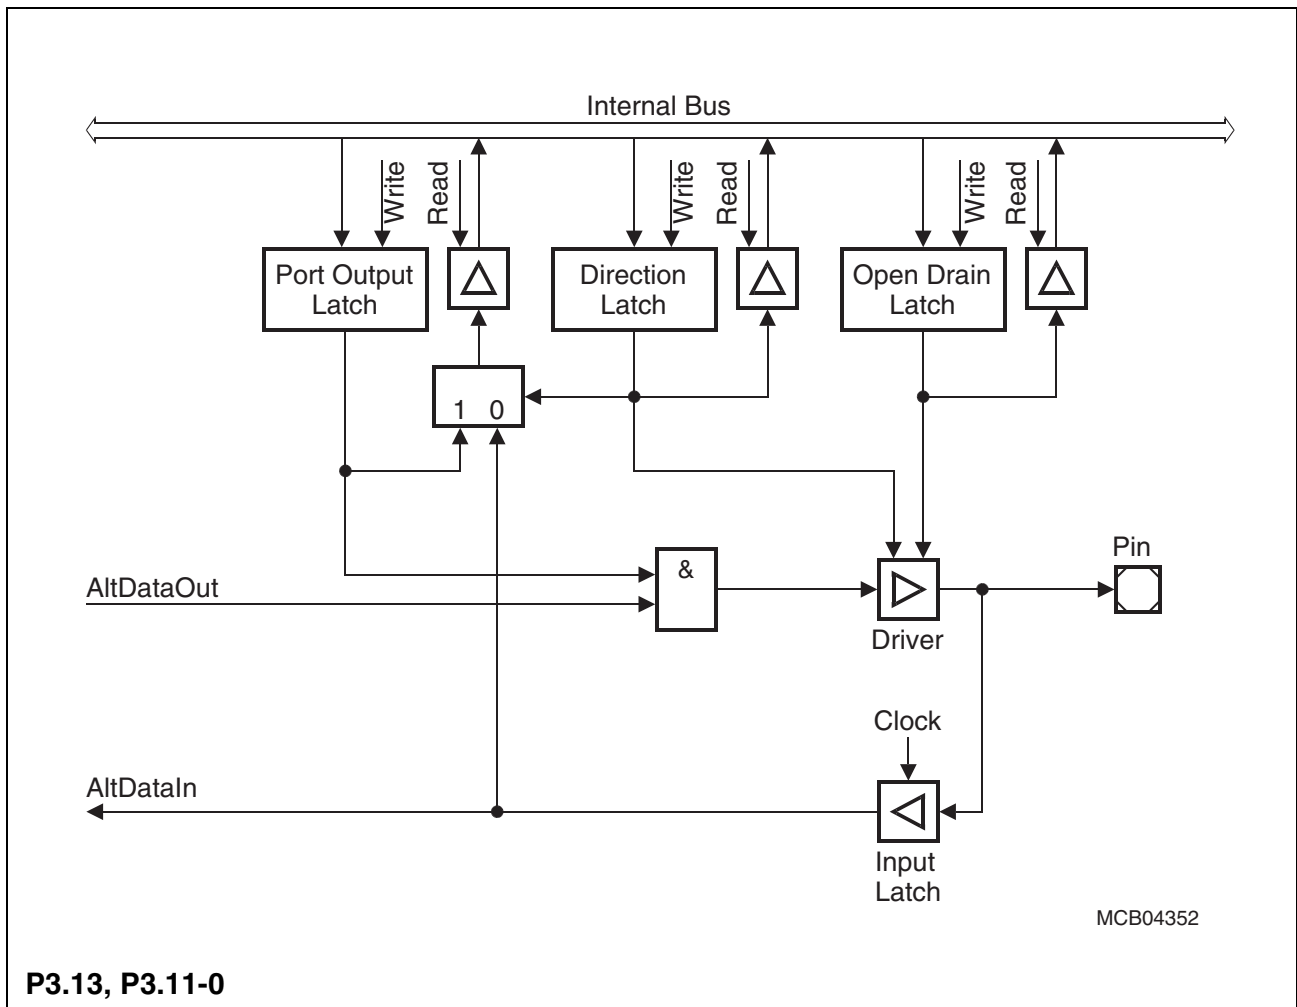 Internal Bus
Write
Read
Write
Read
Write
Read
Port Output
Latch
Direction
Latch
Open Drain
Latch
1 0
AltDataOut
&
Driver
Pin
Clock
AltDataIn
Input
Latch
MCB04352
P3.13, P3.11-0